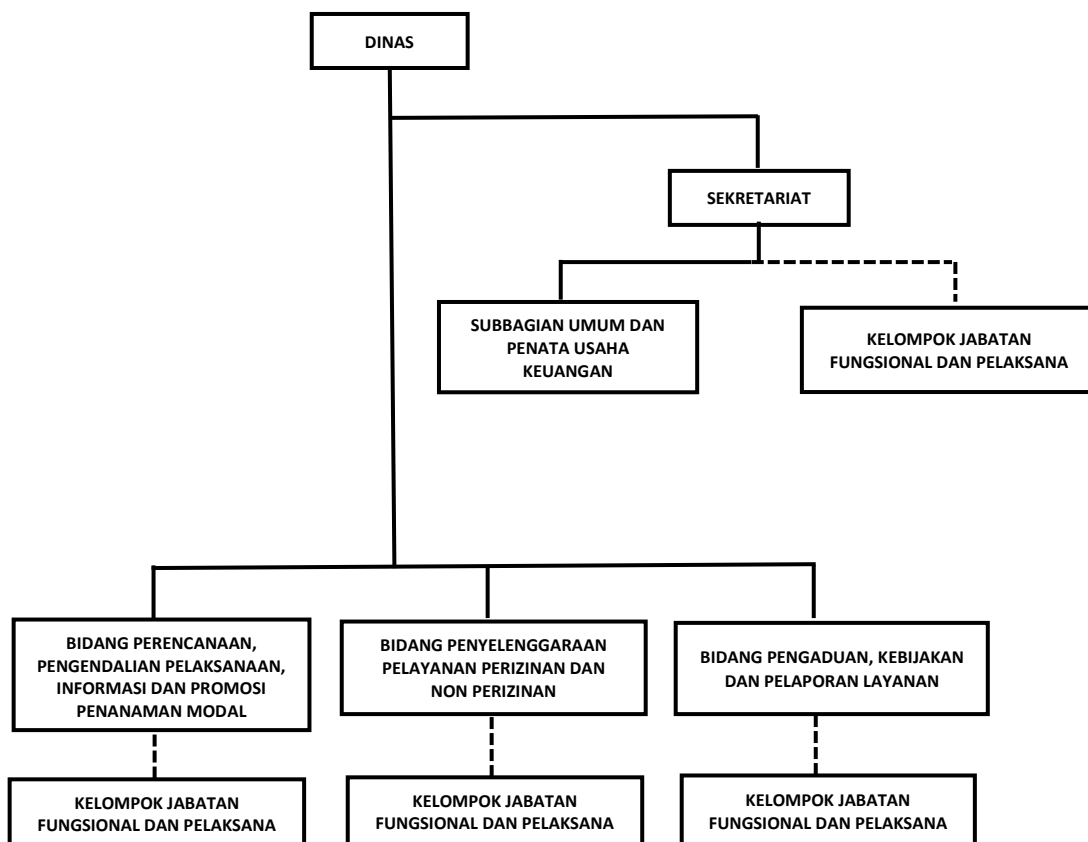 DINAS
SEKRETARIAT
SUBBAGIAN UMUM DAN
PENATA USAHA
KEUANGAN
KELOMPOK JABATAN
FUNGSIONAL DAN PELAKSANA
BIDANG PERENCANAAN,
PENGENDALIAN PELAKSANAAN,
INFORMASI DAN PROMOSI
PENANAMAN MODAL
BIDANG PENYELENGGARAAN
PELAYANAN PERIZINAN DAN
NON PERIZINAN
BIDANG PENGADUAN, KEBIJAKAN
DAN PELAPORAN LAYANAN
KELOMPOK JABATAN
FUNGSIONAL DAN PELAKSANA
KELOMPOK JABATAN
FUNGSIONAL DAN PELAKSANA
KELOMPOK JABATAN
FUNGSIONAL DAN PELAKSANA